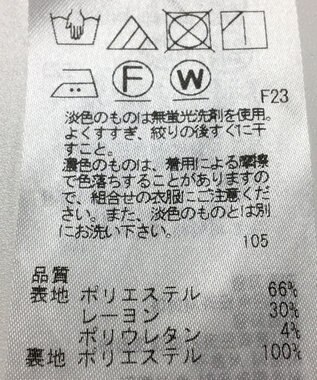 F W
F23
淡色のものは無蛍光洗剤を使用。
よくすすぎ、絞りの後すぐに干
すこと。
濃色のものは、着用による摩擦
で色落ちすることがありますの
で、組合せの衣服にご注意くだ
さい。また、淡色のものとは別
にお洗い下さい。
105
品質
表地 ポリエステル 66%
レーヨン 30%
ポリウレタン 4%
裏地 ポリエステル 100%